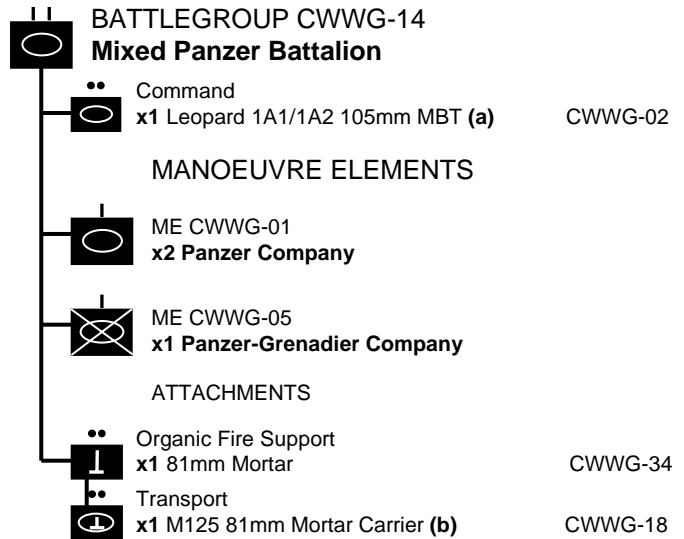 BATTLEGROUP CWWG-14
Mixed Panzer Battalion
Command
x1 Leopard 1A1/1A2 105mm MBT (a) CWWG-02
MANOEUVRE ELEMENTS
ME CWWG-01
x2 Panzer Company
ME CWWG-05
x1 Panzer-Grenadier Company
ATTACHMENTS
Organic Fire Support
x1 81mm Mortar CWWG-34
Transport
x1 M125 81mm Mortar Carrier (b) CWWG-18